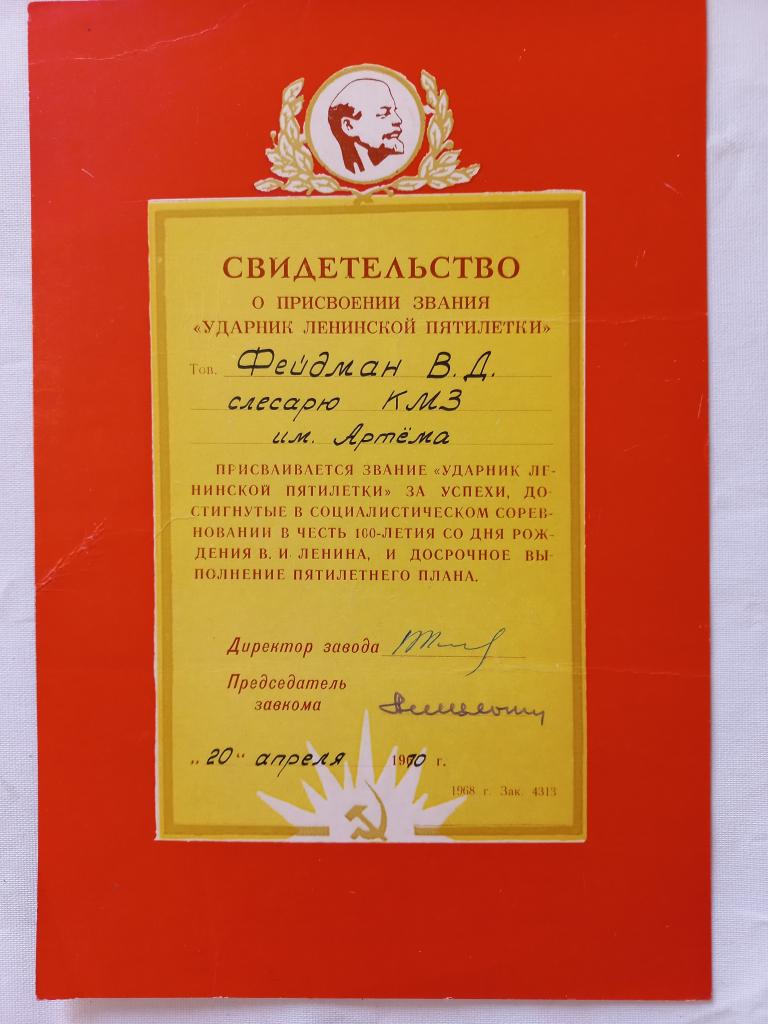 СВИДЕТЕЛЬСТВО
О ПРИСВОЕНИИ ЗВАНИЯ
«УДАРНИК ЛЕНИНСКОЙ ПЯТИЛЕТКИ»
Тов. Фейдман В.Д.
слесарю КМЗ
им. Артёма
ПРИСВАИВАЕТСЯ ЗВАНИЕ «УДАРНИК ЛЕ-
НИНСКОЙ ПЯТИЛЕТКИ» ЗА УСПЕХИ, ДО-
СТИГНУТЫЕ В СОЦИАЛИСТИЧЕСКОМ СОРЕВ-
НОВАНИИ В ЧЕСТЬ 100-ЛЕТИЯ СО ДНЯ РОЖ-
ДЕНИЯ В. И. ЛЕНИНА, И ДОСРОЧНОЕ ВЫ-
ПОЛНЕНИЕ ПЯТИЛЕТНЕГО ПЛАНА.
Директор завода
Председатель
завкома
„20“ апреля 1970 г.
1968 г. Зак. 4313